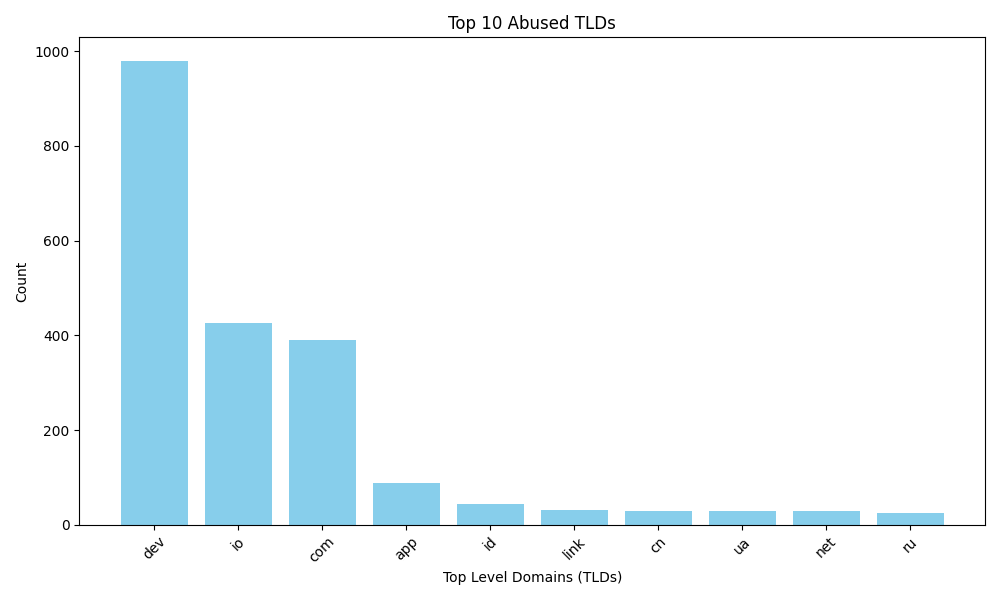 Top 10 Abused TLDs
1000
800
600
400
200
0
Count
dev io com app id link cn ua net ru
Top Level Domains (TLDs)